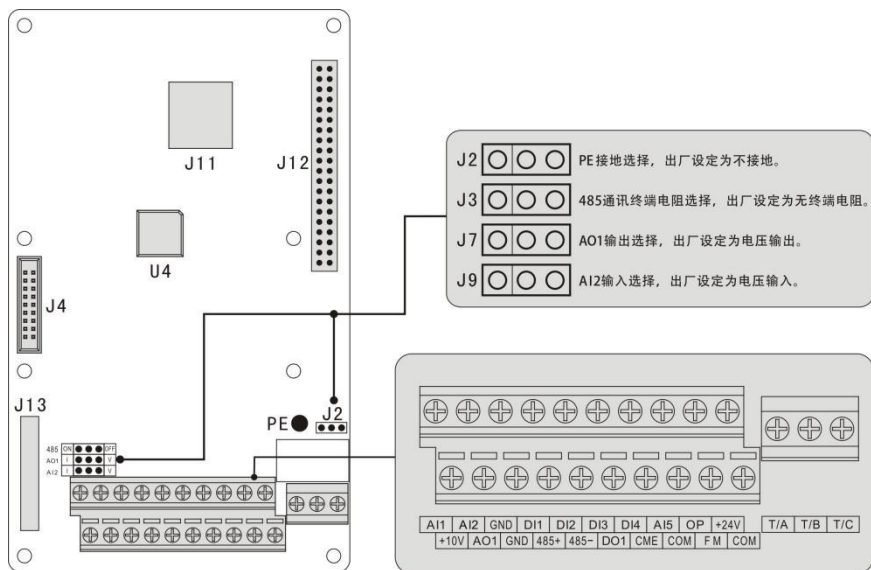 J11
J12
U4
J4
J13
J2
PE
485 ON OFF
AO1 I V
AI2 I V
J2 PE接地选择，出厂设定为不接地。
J3 485通讯终端电阻选择，出厂设定为无终端电阻。
J7 AO1输出选择，出厂设定为电压输出。
J9 AI2输入选择，出厂设定为电压输入。
AI1 AI2 GND DI1 DI2 DI3 DI4 AI5 OP +24V T/A T/B T/C
+10V AO1 GND 485+ 485- DO1 CME COM FM COM